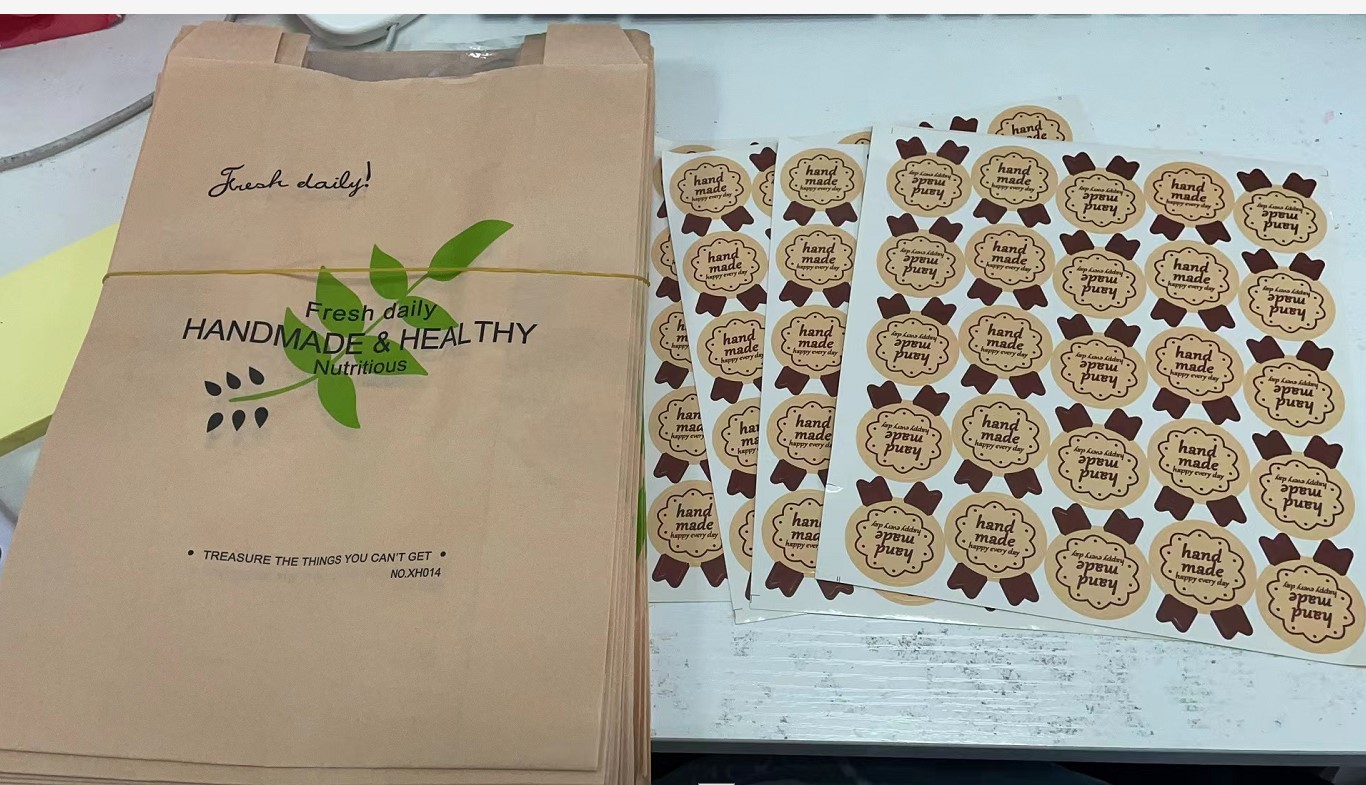 Fresh daily!
Fresh daily
HANDMADE & HEALTHY
Nutritious
• TREASURE THE THINGS YOU CAN'T GET •
NO.XH014
hand
made
happy every day